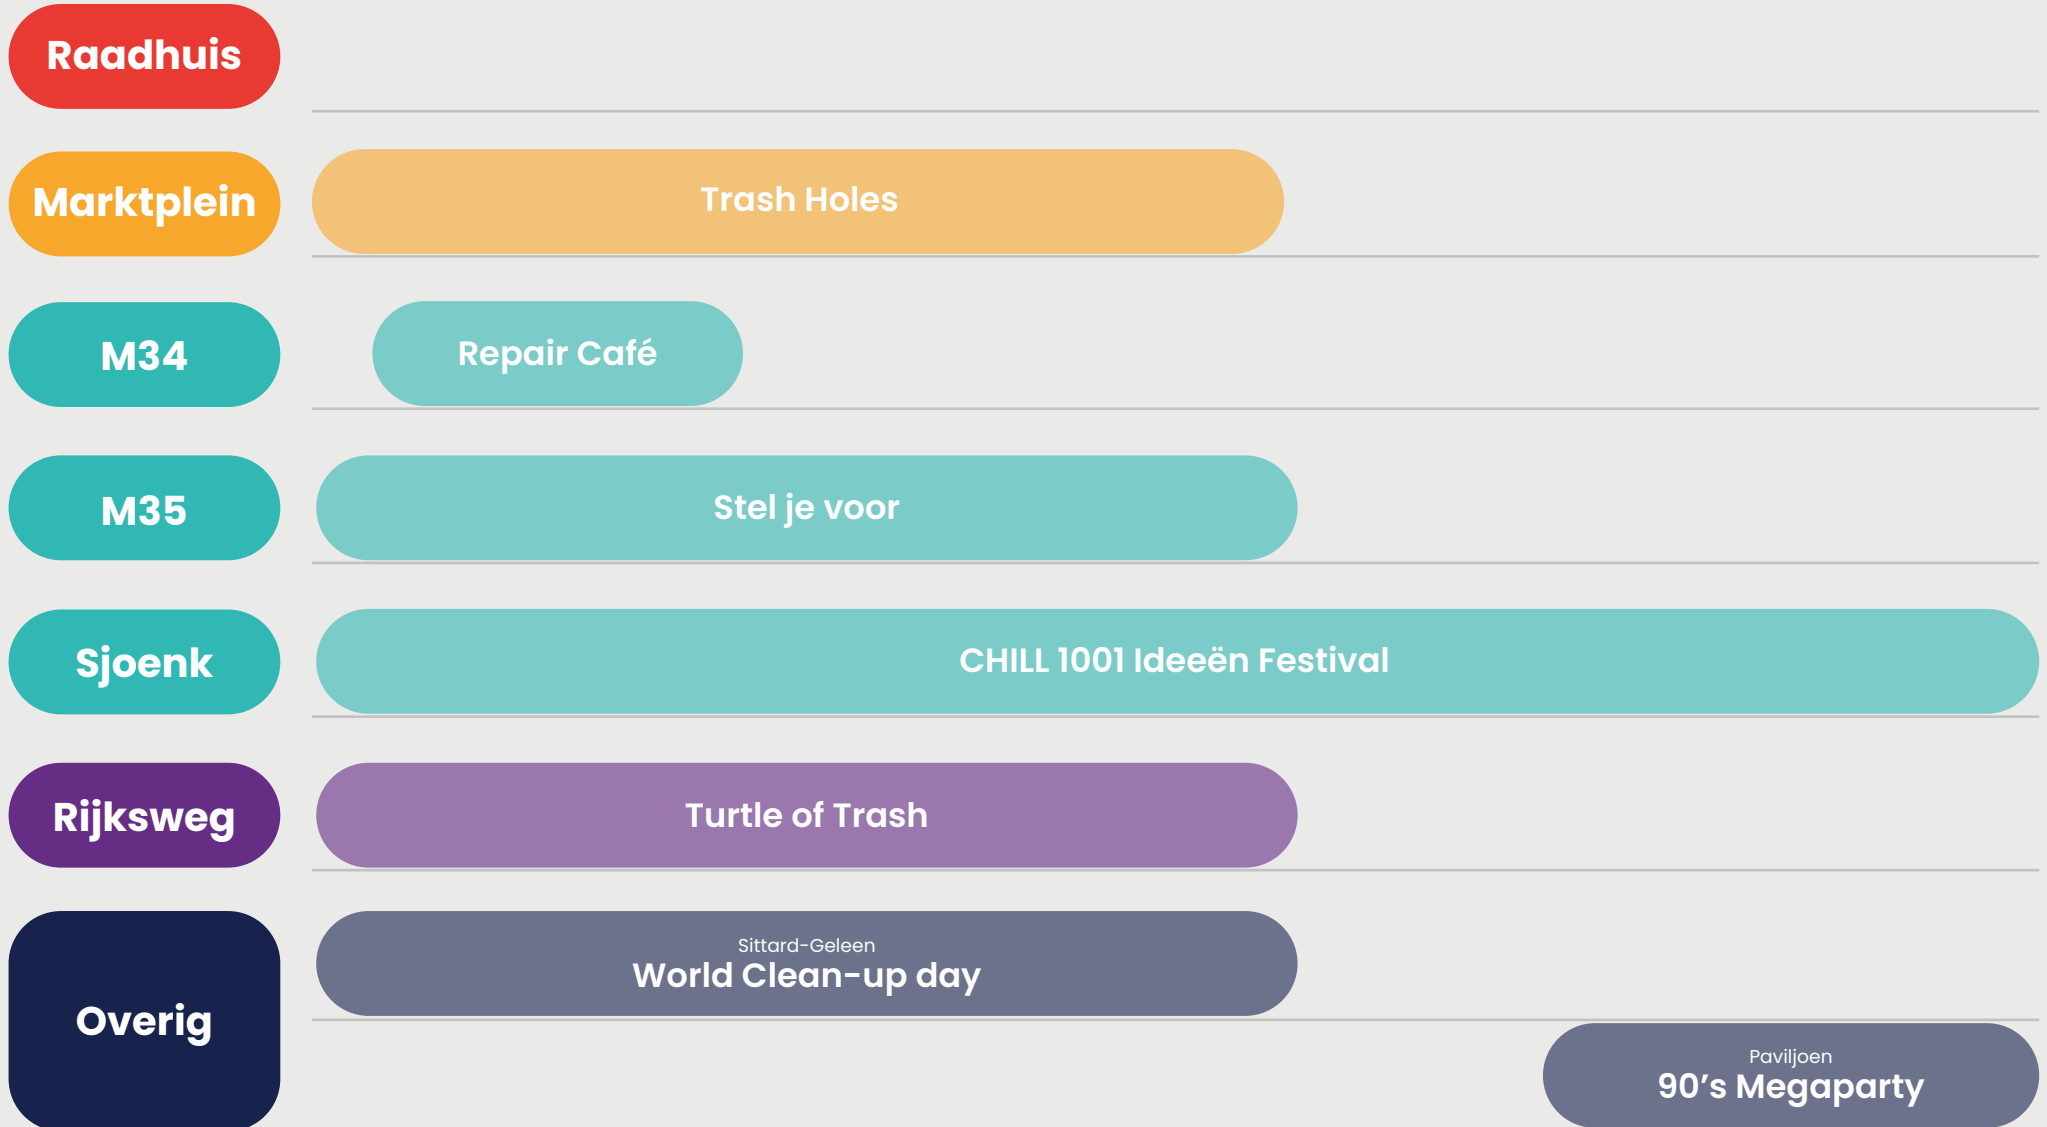 Raadhuis
Marktplein
Trash Holes
M34
Repair Café
M35
Stel je voor
Sjoenk
CHILL 1001 Ideeën Festival
Rijksweg
Turtle of Trash
Overig
Sittard-Geleen
World Clean-up day
Paviljoen
90’s Megaparty